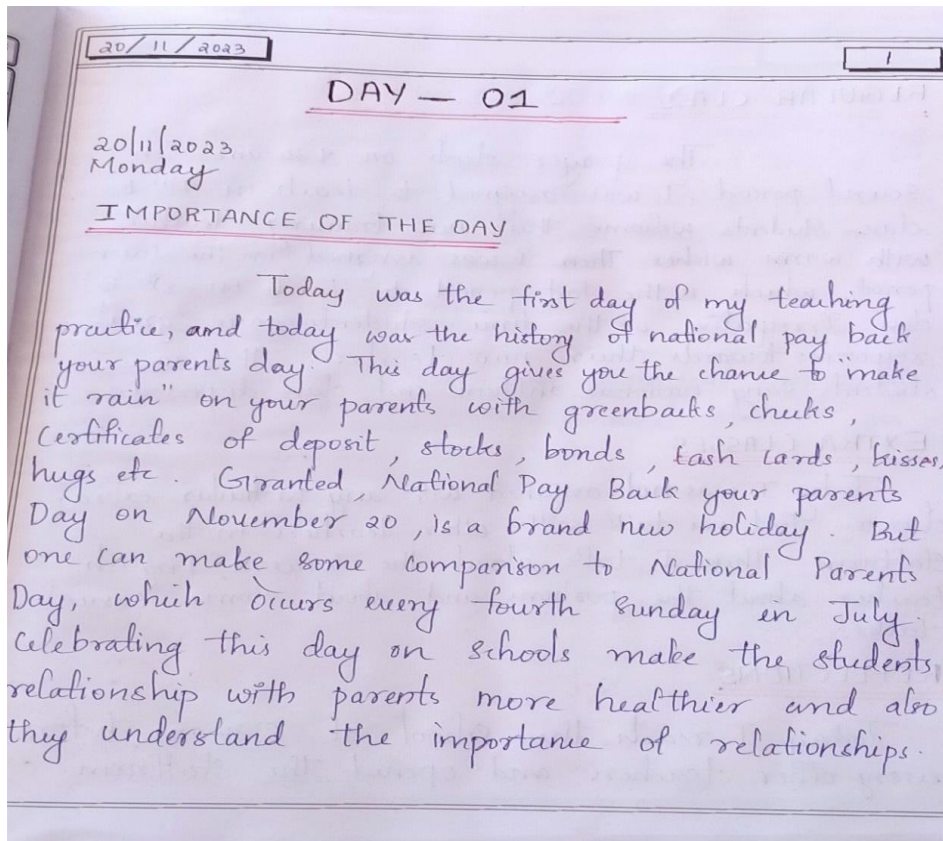 20/11/2023
1
DAY - 01
20/11/2023
Monday
IMPORTANCE OF THE DAY
Today was the first day of my teaching
practice, and today was the history of national pay back
your parents day. This day gives you the chance to make
it rain" on your parents with greenbacks, checks,
Certificates of deposit, stocks, bonds, cash cards, kisses,
hugs etc. Granted, National Pay Back your parents
Day on November 20, is a brand new holiday. But
one can make some comparison to National Parents
Day, which occurs every fourth Sunday in July.
Celebrating this day on schools make the students
relationship with parents more healthier and also
they understand the importance of relationships.